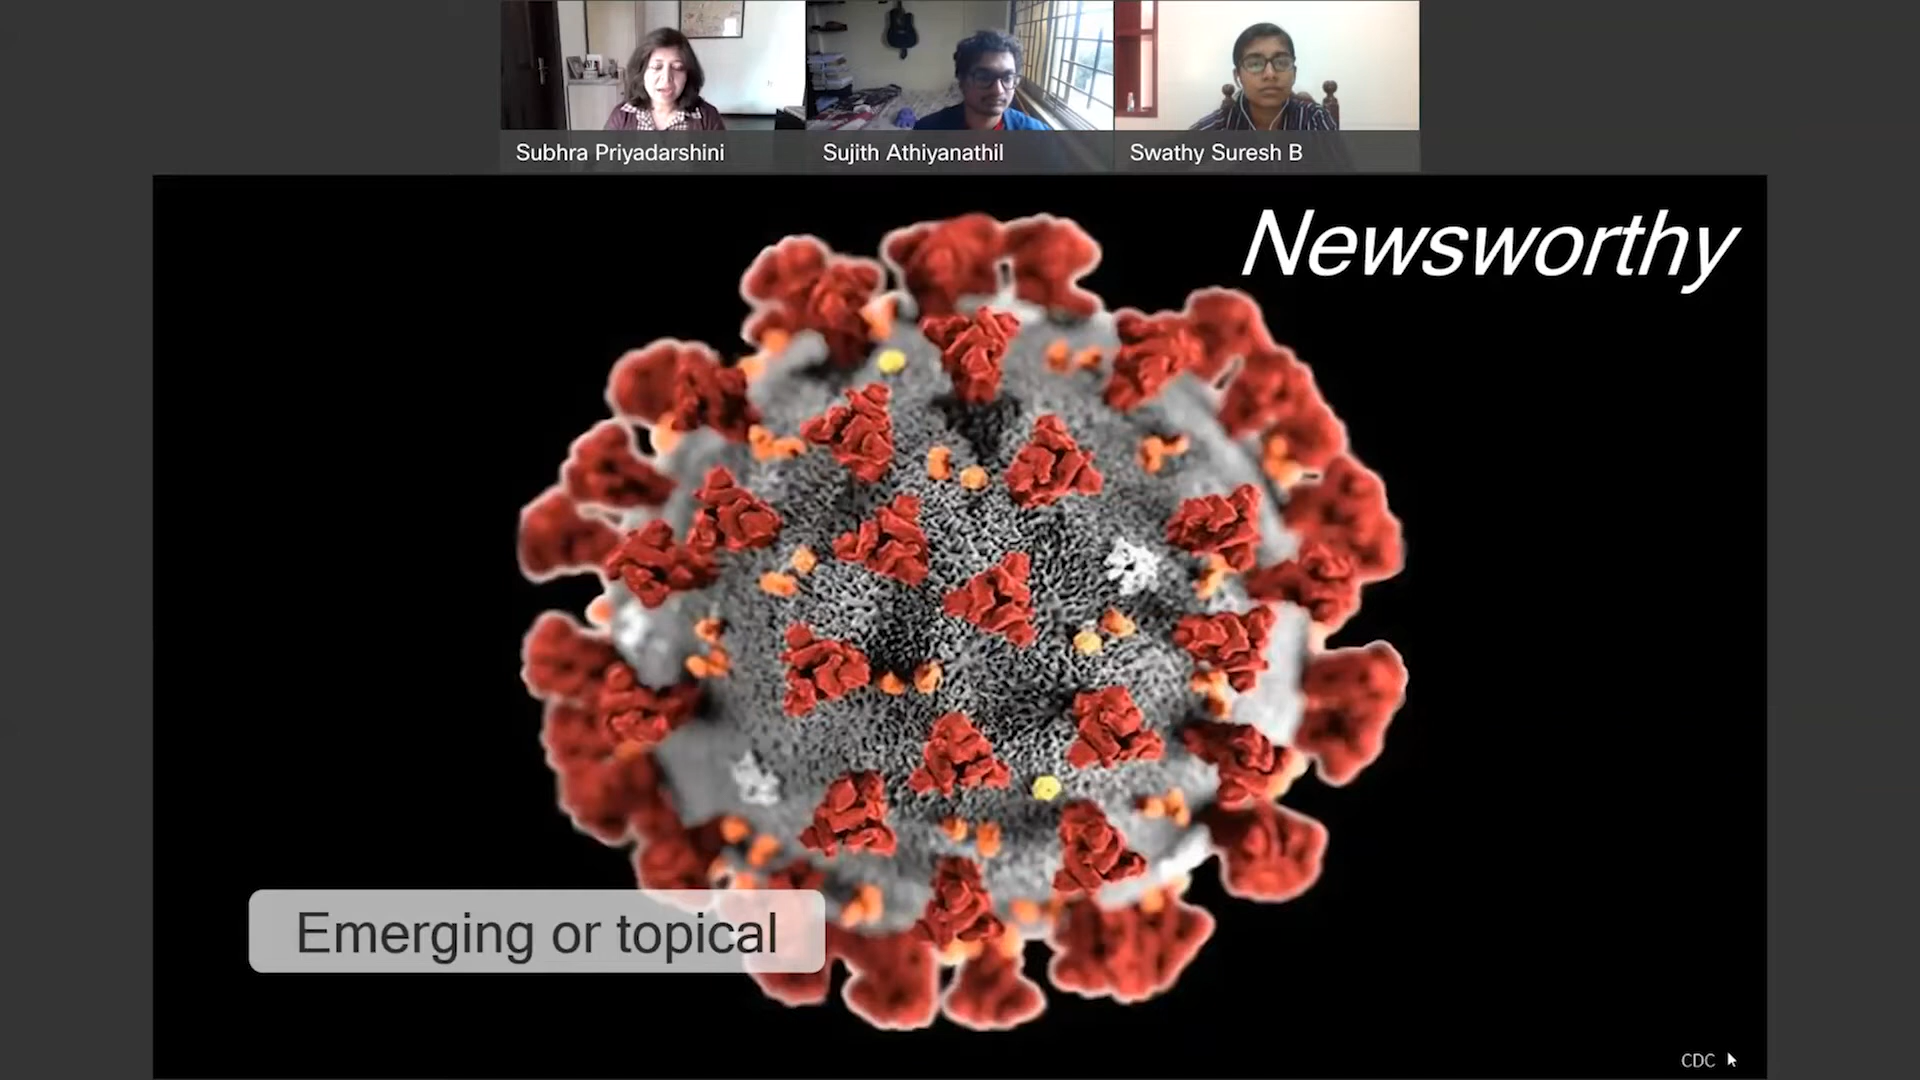 Subhra Priyadarshini
Sujith Athiyanathil
Swathy Suresh B
Newsworthy
Emerging or topical
CDC